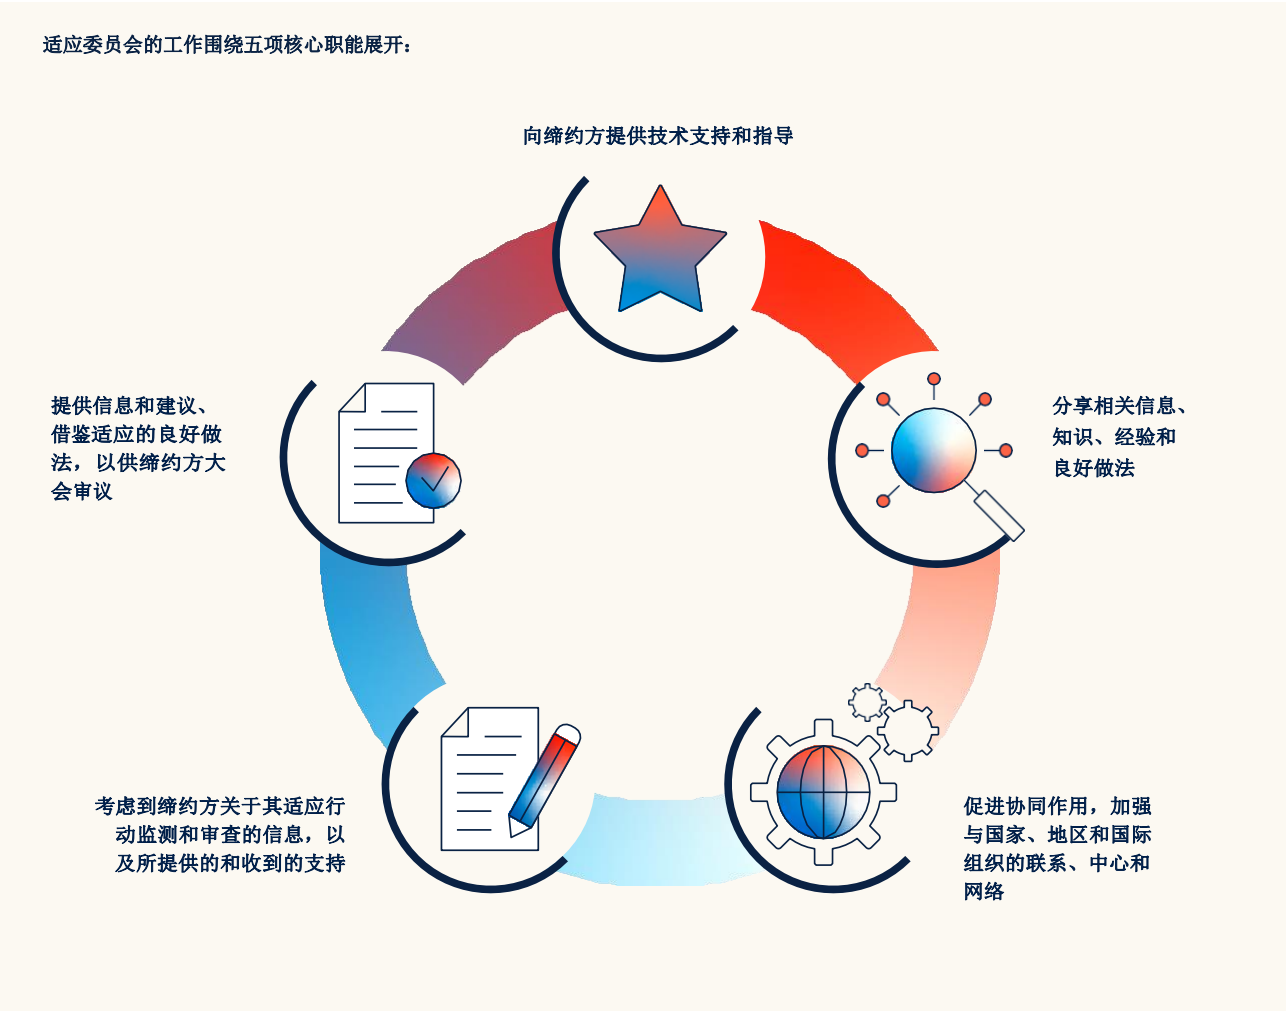 适应委员会的工作围绕五项核心职能展开：
向缔约方提供技术支持和指导
分享相关信息、
知识、经验和
良好做法
促进协同作用，加强
与国家、地区和国际
组织的联系、中心和
网络
考虑到缔约方关于其适应行
动监测和审查的信息，以
及所提供的和收到的支持
提供信息和建议、
借鉴适应的良好做
法，以供缔约方大
会审议